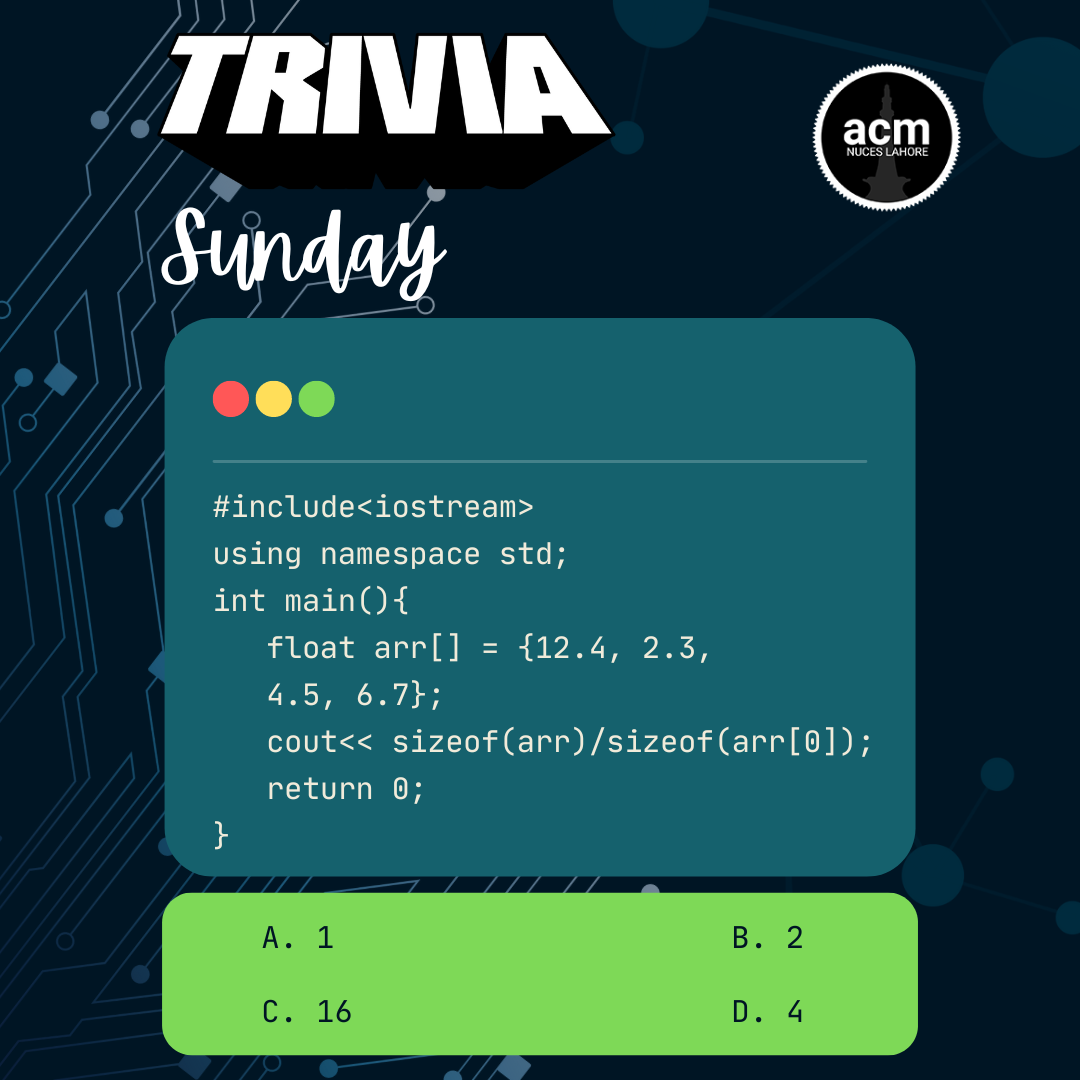 TRIVIA
acm
NUCES LAHORE
Sunday
#include<iostream>
using namespace std;
int main(){
float arr[] = {12.4, 2.3,
4.5, 6.7};
cout<< sizeof(arr)/sizeof(arr[0]);
return 0;
}
A. 1
B. 2
C. 16
D. 4